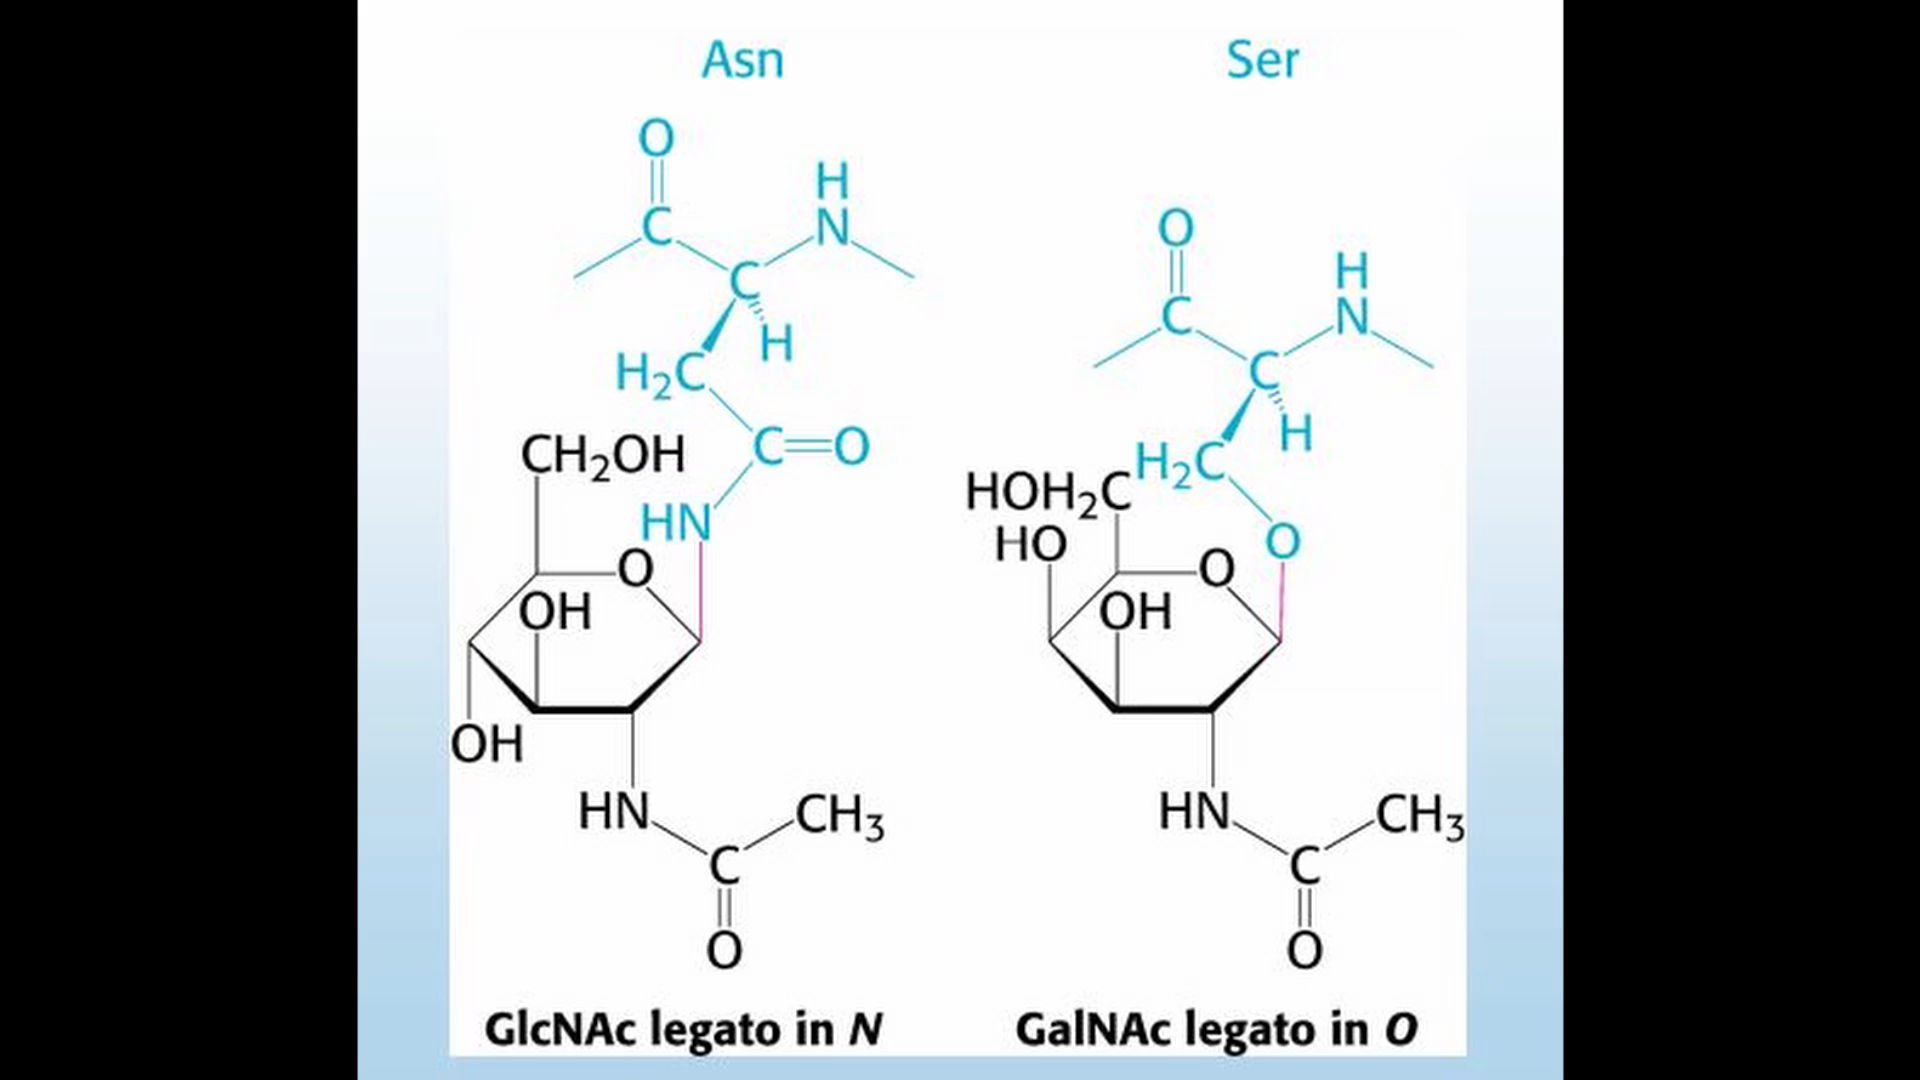 Asn
O
H
N
C
C
H
H₂C
C=O
CH₂OH
HN
O
OH
OH
HN
CH₃
C
O
GlcNAc legato in N
Ser
O
H
N
C
C
H
H₂C
HOH₂C
HO
O
O
OH
HN
CH₃
C
O
GalNAc legato in O